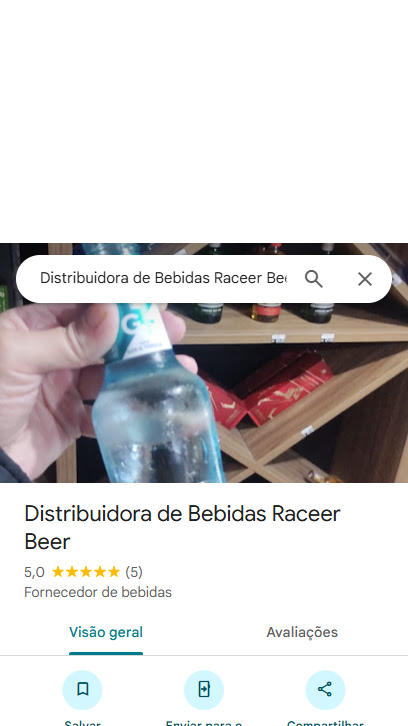 Distribuidora de Bebidas Raceer Bee
Distribuidora de Bebidas Raceer
Beer
5,0 ★★★★★ (5)
Fornecedor de bebidas
Visão geral
Avaliações
Salvar
Enviar para o
Compartilhar